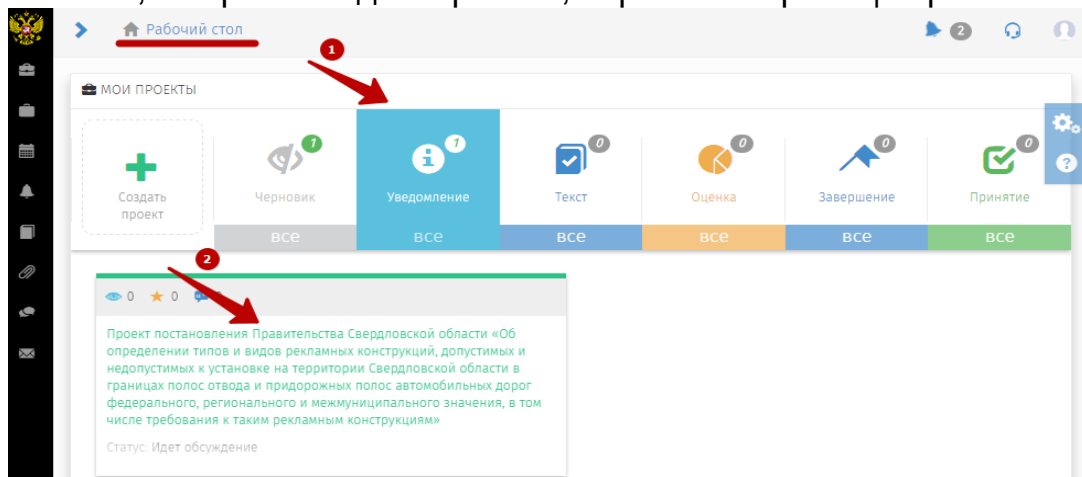 Рабочий стол
2
1
МОИ ПРОЕКТЫ
1 1 0 0 0 0
Создать проект
Черновик Уведомление Текст Оценка Завершение Принятие
все все все все все все
2
0 0
Проект постановления Правительства Свердловской области «Об
определении типов и видов рекламных конструкций, допустимых и
недопустимых к установке на территории Свердловской области в
границах полос отвода и придорожных полос автомобильных дорог
федерального, регионального и межмуниципального значения, в том
числе требования к таким рекламным конструкциям»
Статус: Идет обсуждение